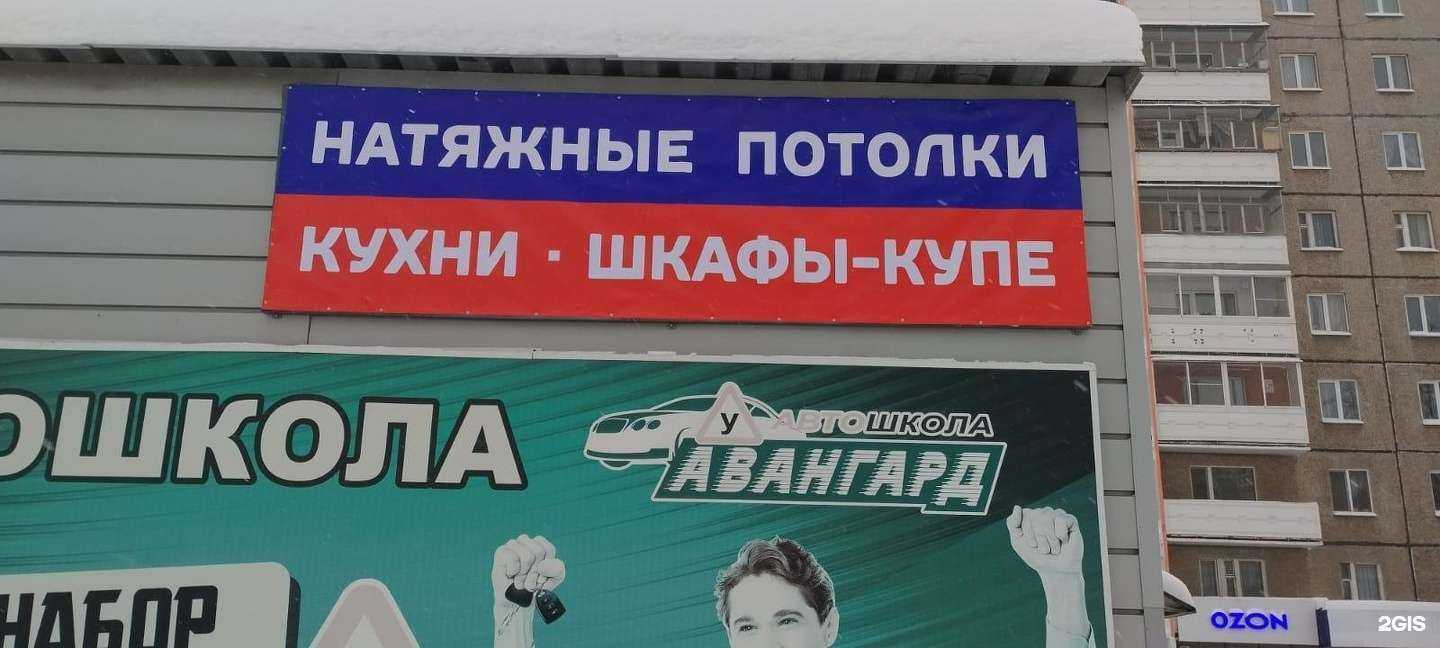 НАТЯЖНЫЕ ПОТОЛКИ
КУХНИ · ШКАФЫ-КУПЕ
ОШКОЛА
У АВТОШКОЛА
АВАНГАРД
НАБОР
OZON
2GIS